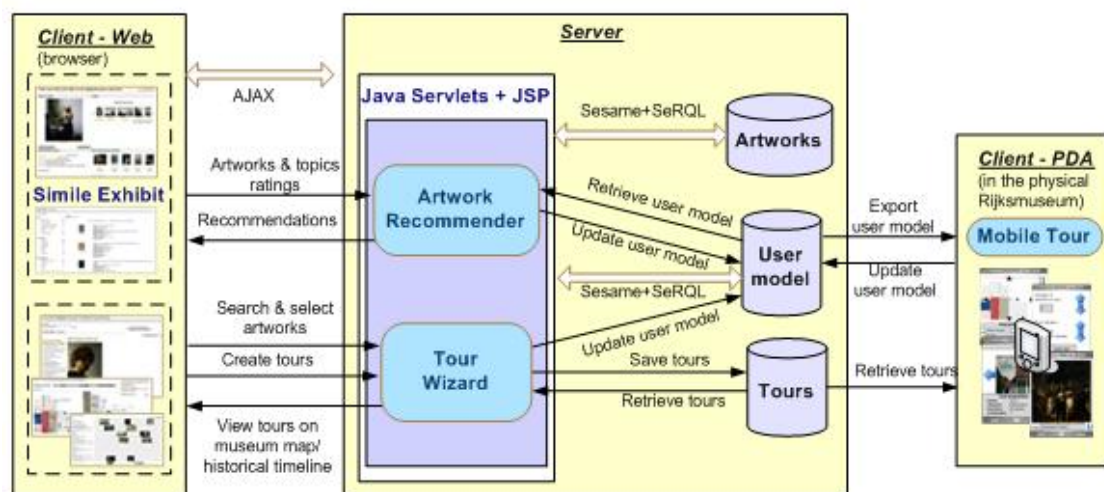 Client - Web
(browser)
Simile Exhibit
AJAX
Artworks & topics
ratings
Recommendations
Search & select
artworks
Create tours
View tours on
museum map/
historical timeline
Server
Java Servlets + JSP
Artwork
Recommender
Tour
Wizard
Sesame+SeRQL
Artworks
Retrieve user model
Update user model
User
model
Sesame+SeRQL
Update user model
Save tours
Retrieve tours
Tours
Export
user model
Update
user model
Retrieve tours
Client - PDA
(in the physical
Rijksmuseum)
Mobile Tour